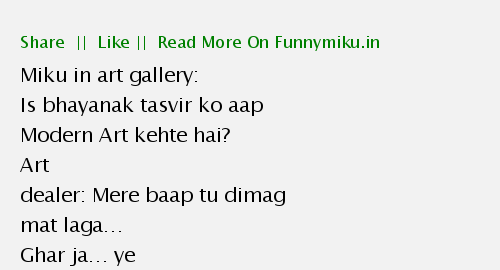 Share || Like || Read More On Funnymiku.in
Miku in art gallery:
Is bhayanak tasvir ko aap
Modern Art kehte hai?
Art
dealer: Mere baap tu dimag
mat laga...
Ghar ja... ye